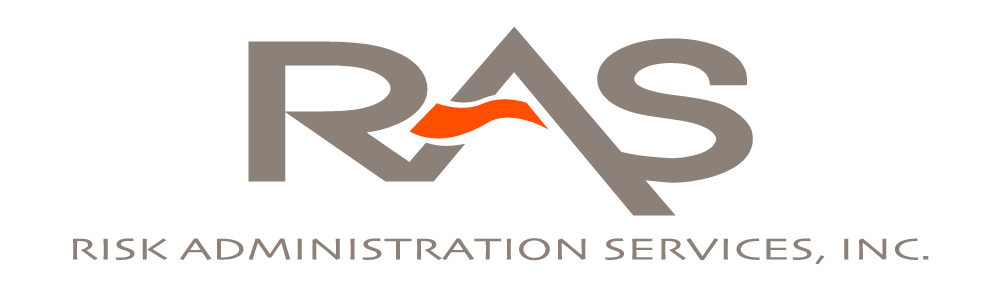 RAS
RISK ADMINISTRATION SERVICES, INC.